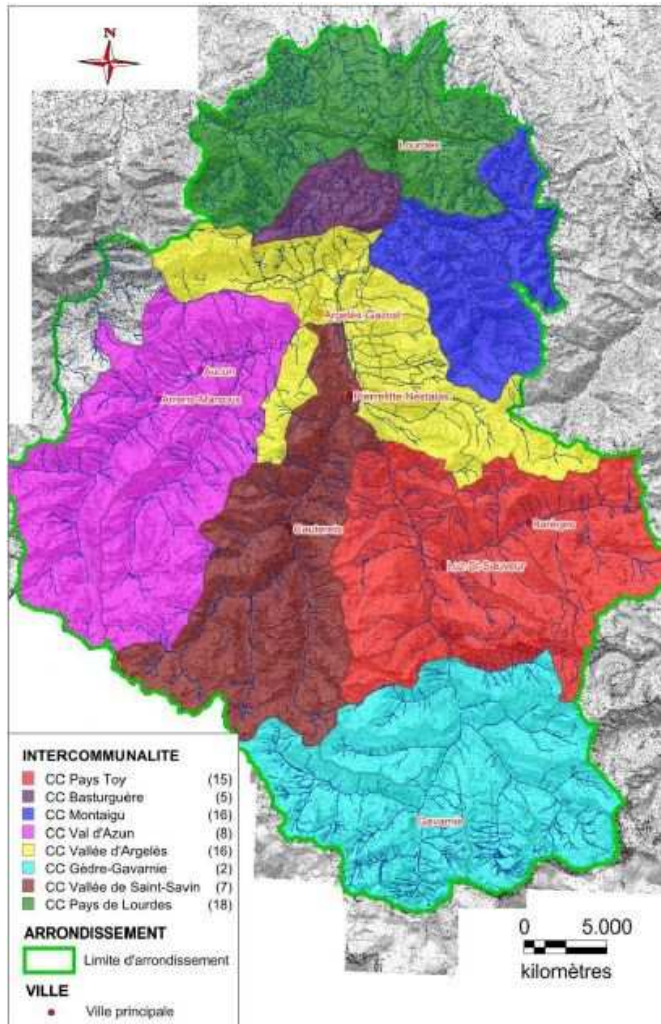 Lourdes
Argelès-Gazost
Aucun
Arrens-Marsous
Pierrefitte-Nestalas
Cauterets
Barèges
Luz-St-Sauveur
Gavarnie
INTERCOMMUNALITE
CC Pays Toy (15)
CC Basturguère (5)
CC Montaigu (16)
CC Val d'Azun (8)
CC Vallée d'Argelès (16)
CC Gèdre-Gavarnie (2)
CC Vallée de Saint-Savin (7)
CC Pays de Lourdes (18)
ARRONDISSEMENT
Limite d'arrondissement
VILLE
Ville principale
0 5.000
kilomètres